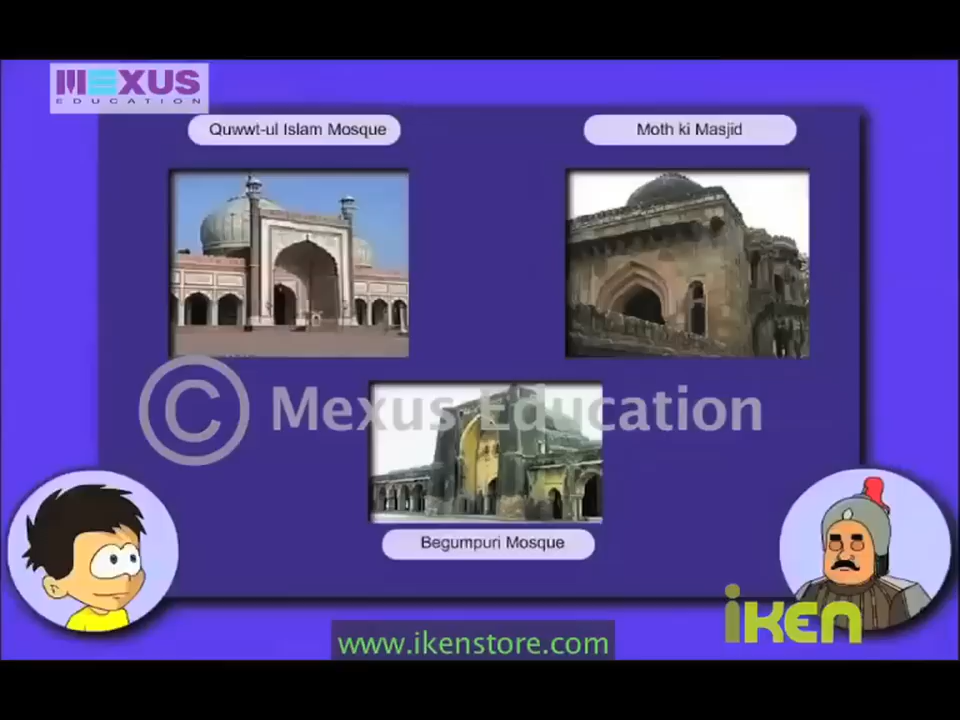 MEXUS
EDUCATION
Quwwt-ul Islam Mosque
Moth ki Masjid
© Mexus Education
Begumpuri Mosque
iKEN
www.ikenstore.com